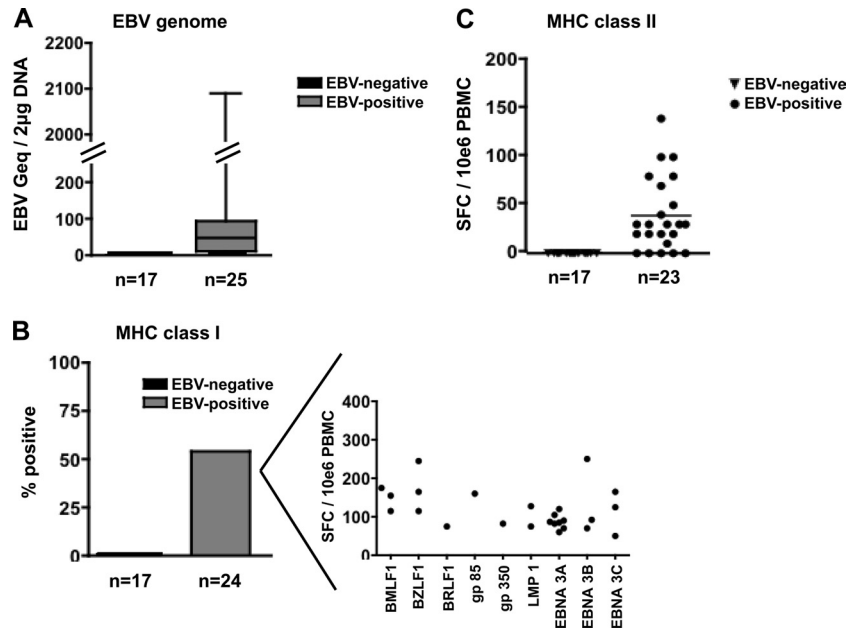 A
EBV genome
EBV Geq / 2µg DNA
2200
2100
2000
200
100
0
n=17
n=25
EBV-negative
EBV-positive
C
MHC class II
SFC / 10e6 PBMC
200
150
100
50
0
n=17
n=23
EBV-negative
EBV-positive
B
MHC class I
% positive
100
75
50
25
0
n=17
n=24
EBV-negative
EBV-positive
SFC / 10e6 PBMC
400
300
200
100
0
BMLF1
BZLF1
BRLF1
gp 85
gp 350
LMP 1
EBNA 3A
EBNA 3B
EBNA 3C